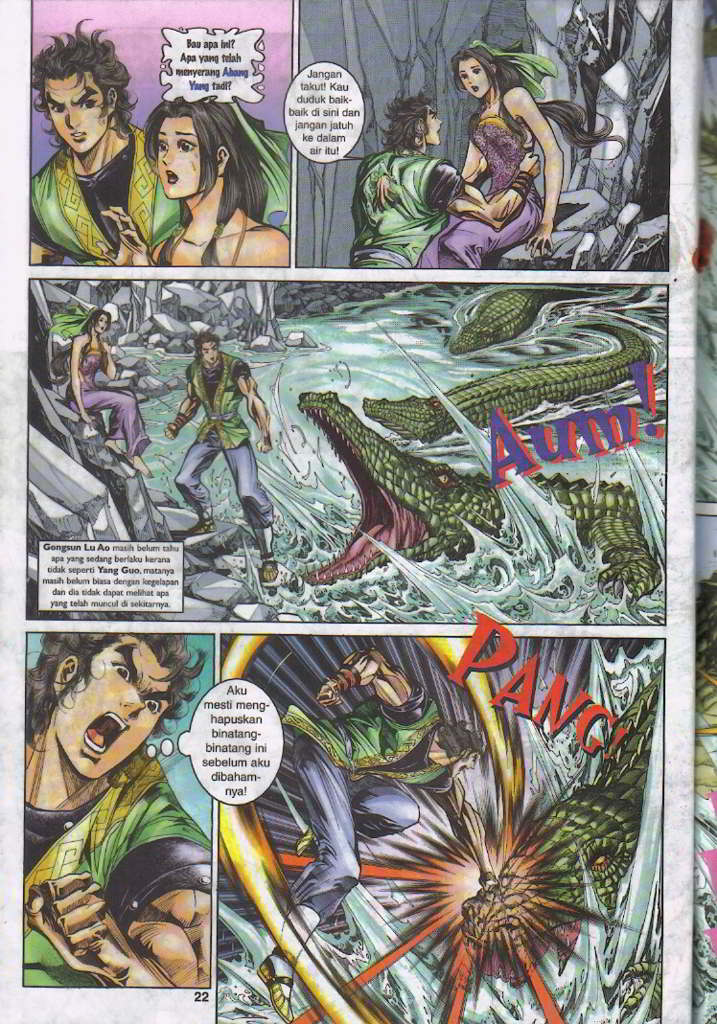 Bau apa ini?
Apa yang telah
menyerang Abang
Yang tadi?
Jangan
takut! Kau
duduk baik-
baik di sini dan
jangan jatuh
ke dalam
air itu!
Aum!
Gongsun Lu Ao masih belum tahu
apa yang sedang berlaku kerana
tidak seperti Yang Guo, matanya
masih belum biasa dengan kegelapan
dan dia tidak dapat melihat apa
yang telah muncul di sekitarnya.
Aku
mesti meng-
hapuskan
binatang-
binatang ini
sebelum aku
dibaham-
nya!
PANG!
22